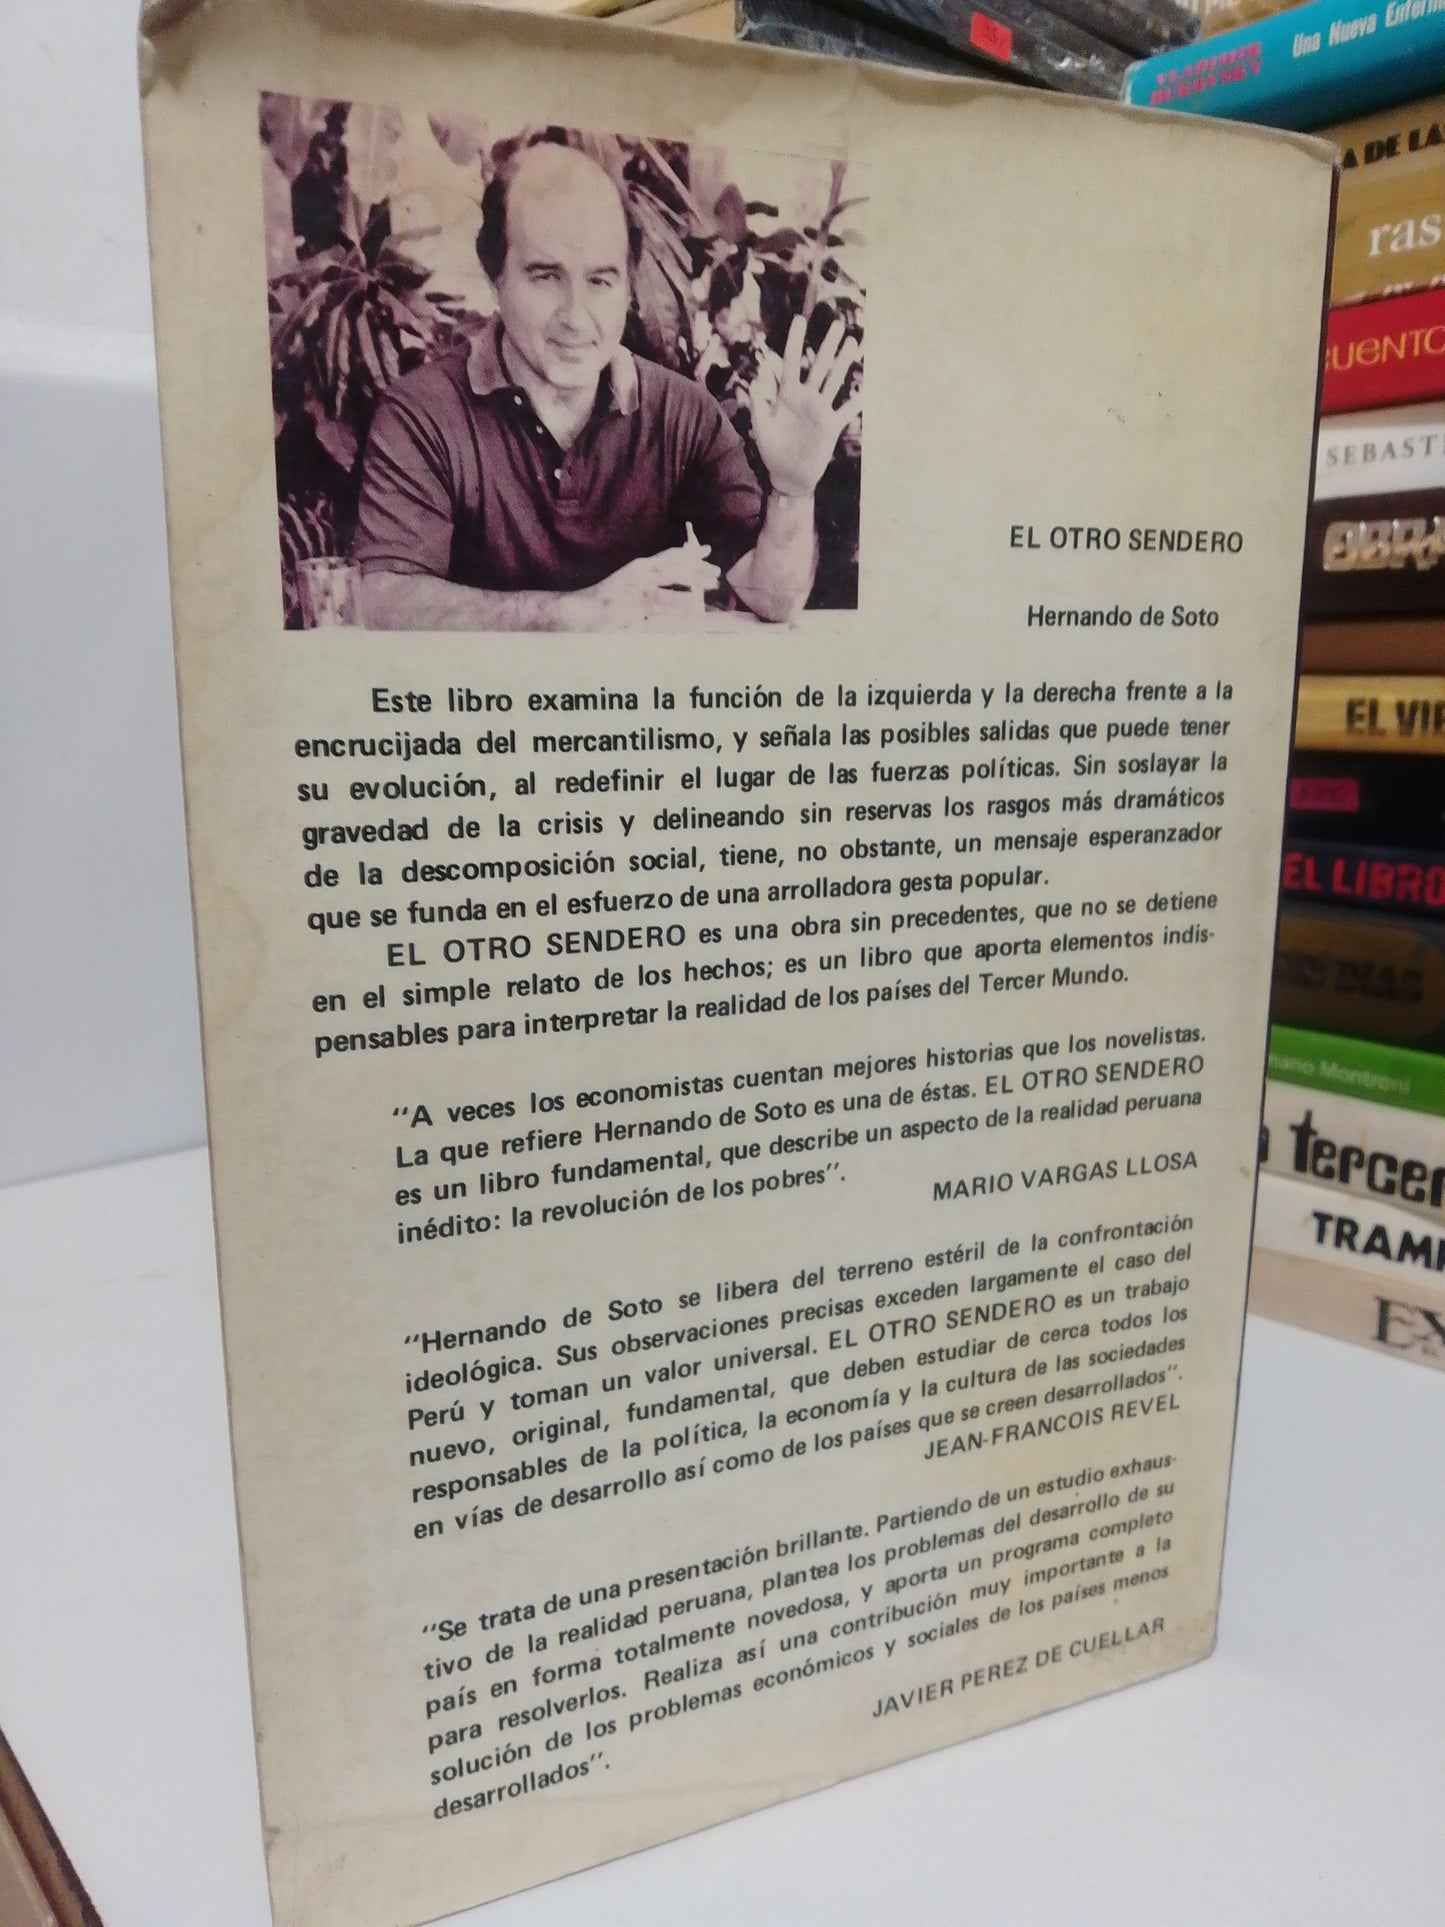 EL OTRO SENDERO
Hernando de Soto
Este libro examina la función de la izquierda y la derecha frente a la
encrucijada del mercantilismo, y señala las posibles salidas que puede tener
su evolución, al redefinir el lugar de las fuerzas políticas. Sin soslayar la
gravedad de la crisis y delineando sin reservas los rasgos más dramáticos
de la descomposición social, tiene, no obstante, un mensaje esperanzador
que se funda en el esfuerzo de una arrolladora gesta popular.
EL OTRO SENDERO es una obra sin precedentes, que no se detiene
en el simple relato de los hechos; es un libro que aporta elementos indis-
pensables para interpretar la realidad de los países del Tercer Mundo.
"A veces los economistas cuentan mejores historias que los novelistas.
La que refiere Hernando de Soto es una de éstas. EL OTRO SENDERO
es un libro fundamental, que describe un aspecto de la realidad peruana
inédito: la revolución de los pobres".
MARIO VARGAS LLOSA
"Hernando de Soto se libera del terreno estéril de la confrontación
ideológica. Sus observaciones precisas exceden largamente el caso del
Perú y toman un valor universal. EL OTRO SENDERO es un trabajo
nuevo, original, fundamental, que deben estudiar de cerca todos los
responsables de la política, la economía y la cultura de las sociedades
en vías de desarrollo así como de los países que se creen desarrollados".
JEAN-FRANCOIS REVEL
"Se trata de una presentación brillante. Partiendo de un estudio exhaus-
tivo de la realidad peruana, plantea los problemas del desarrollo de su
país en forma totalmente novedosa, y aporta un programa completo
para resolverlos. Realiza así una contribución muy importante a la
solución de los problemas económicos y sociales de los países menos
desarrollados".
JAVIER PEREZ DE CUELLAR
VLADIMIR
BUKOVSKY
Una Nueva
A DE LA
ras
UENTO
SEBAST
OBRA
EL VI
EL LIBRO
DIAS
Montroni
Tercer
TRAM
EX